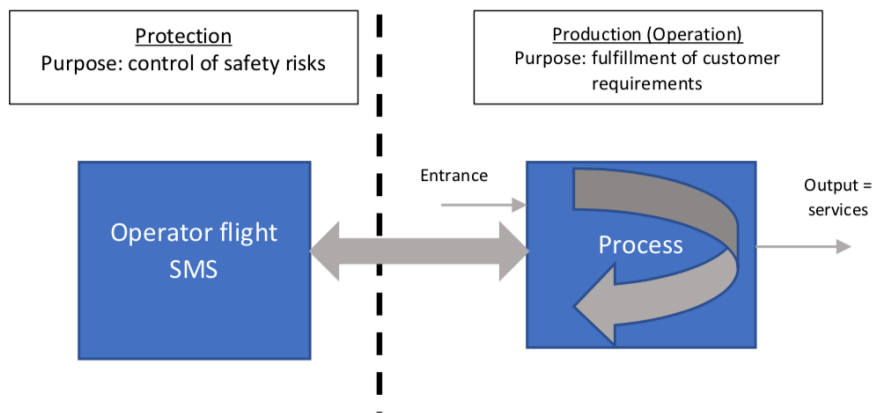 Protection
Purpose: control of safety risks
Production (Operation)
Purpose: fulfillment of customer
requirements
Operator flight
SMS
Entrance
Process
Output =
services